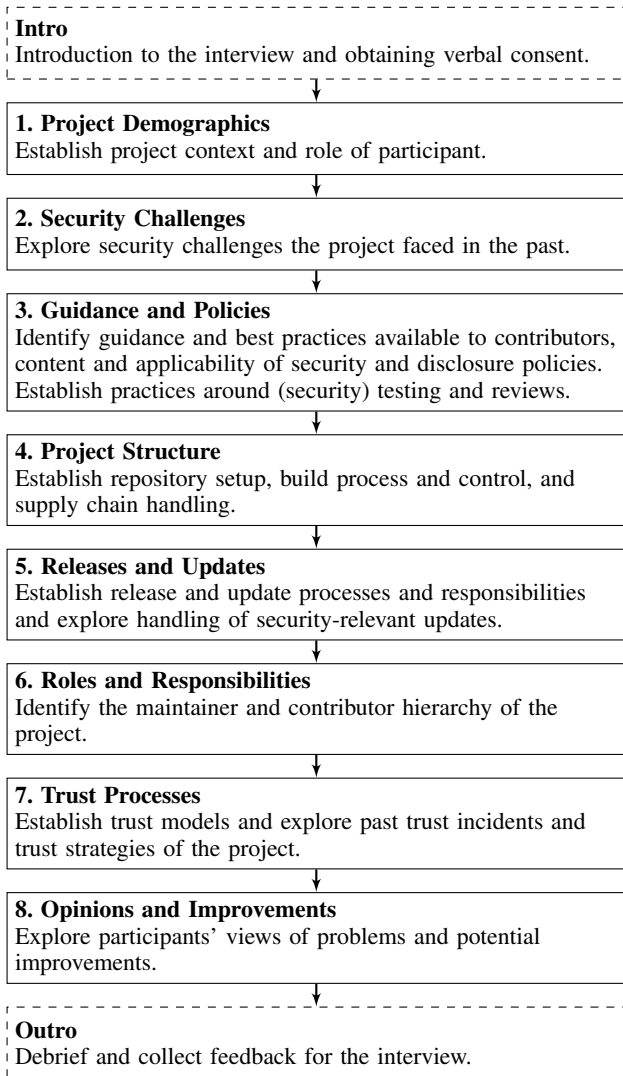 Intro
Introduction to the interview and obtaining verbal consent.
1. Project Demographics
Establish project context and role of participant.
2. Security Challenges
Explore security challenges the project faced in the past.
3. Guidance and Policies
Identify guidance and best practices available to contributors,
content and applicability of security and disclosure policies.
Establish practices around (security) testing and reviews.
4. Project Structure
Establish repository setup, build process and control, and
supply chain handling.
5. Releases and Updates
Establish release and update processes and responsibilities
and explore handling of security-relevant updates.
6. Roles and Responsibilities
Identify the maintainer and contributor hierarchy of the
project.
7. Trust Processes
Establish trust models and explore past trust incidents and
trust strategies of the project.
8. Opinions and Improvements
Explore participants’ views of problems and potential
improvements.
Outro
Debrief and collect feedback for the interview.